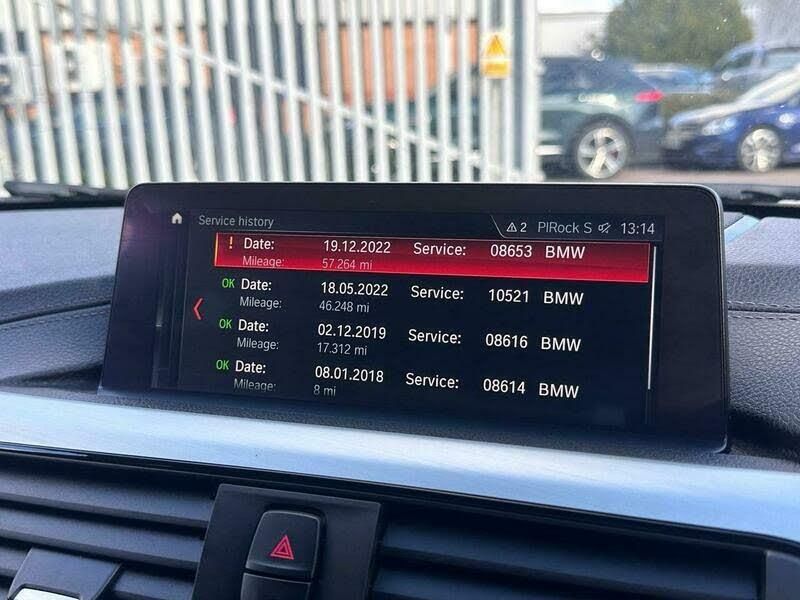 Service history 2 PIRock S 13:14
! Date: 19.12.2022 Service: 08653 BMW
Mileage: 57.264 mi
OK Date: 18.05.2022 Service: 10521 BMW
Mileage: 46.248 mi
OK Date: 02.12.2019 Service: 08616 BMW
Mileage: 17.312 mi
OK Date: 08.01.2018 Service: 08614 BMW
Mileage: 8 mi